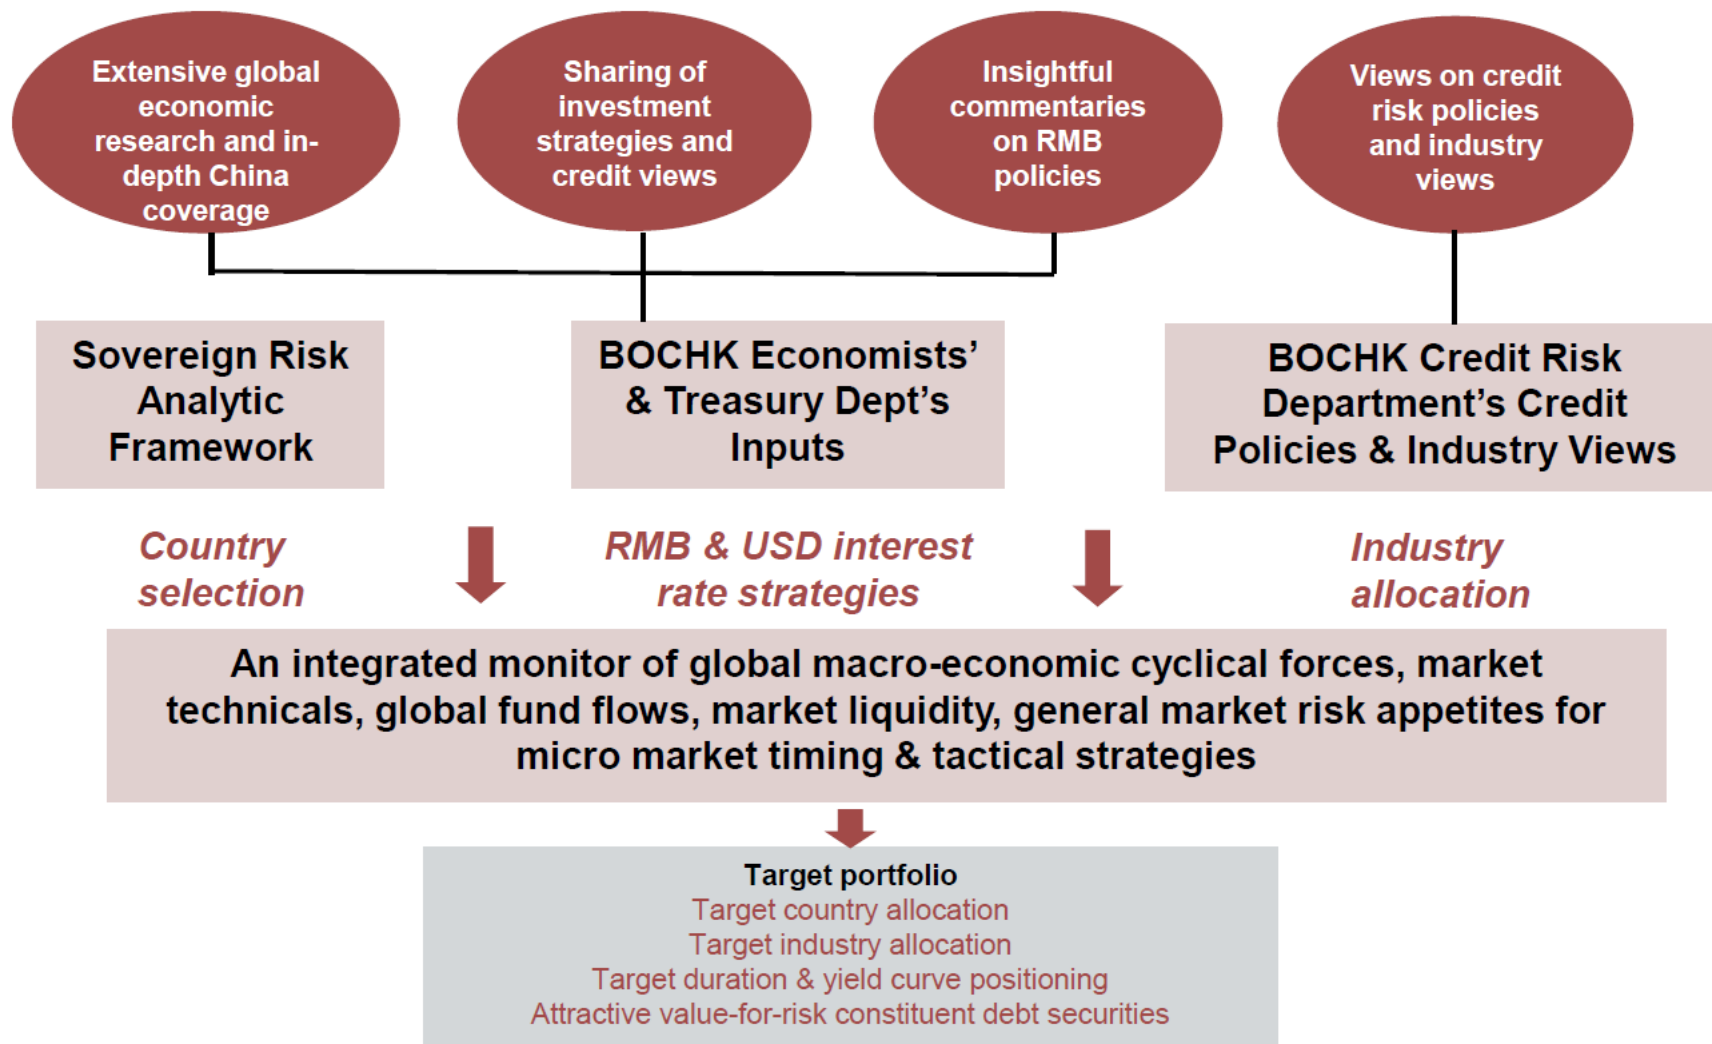 Extensive global
economic
research and in-
depth China
coverage
Sharing of
investment
strategies and
credit views
Insightful
commentaries
on RMB
policies
Views on credit
risk policies
and industry
views
Sovereign Risk
Analytic
Framework
BOCHK Economists’
& Treasury Dept’s
Inputs
BOCHK Credit Risk
Department’s Credit
Policies & Industry Views
Country
selection
RMB & USD interest
rate strategies
Industry
allocation
An integrated monitor of global macro-economic cyclical forces, market
technicals, global fund flows, market liquidity, general market risk appetites for
micro market timing & tactical strategies
Target portfolio
Target country allocation
Target industry allocation
Target duration & yield curve positioning
Attractive value-for-risk constituent debt securities